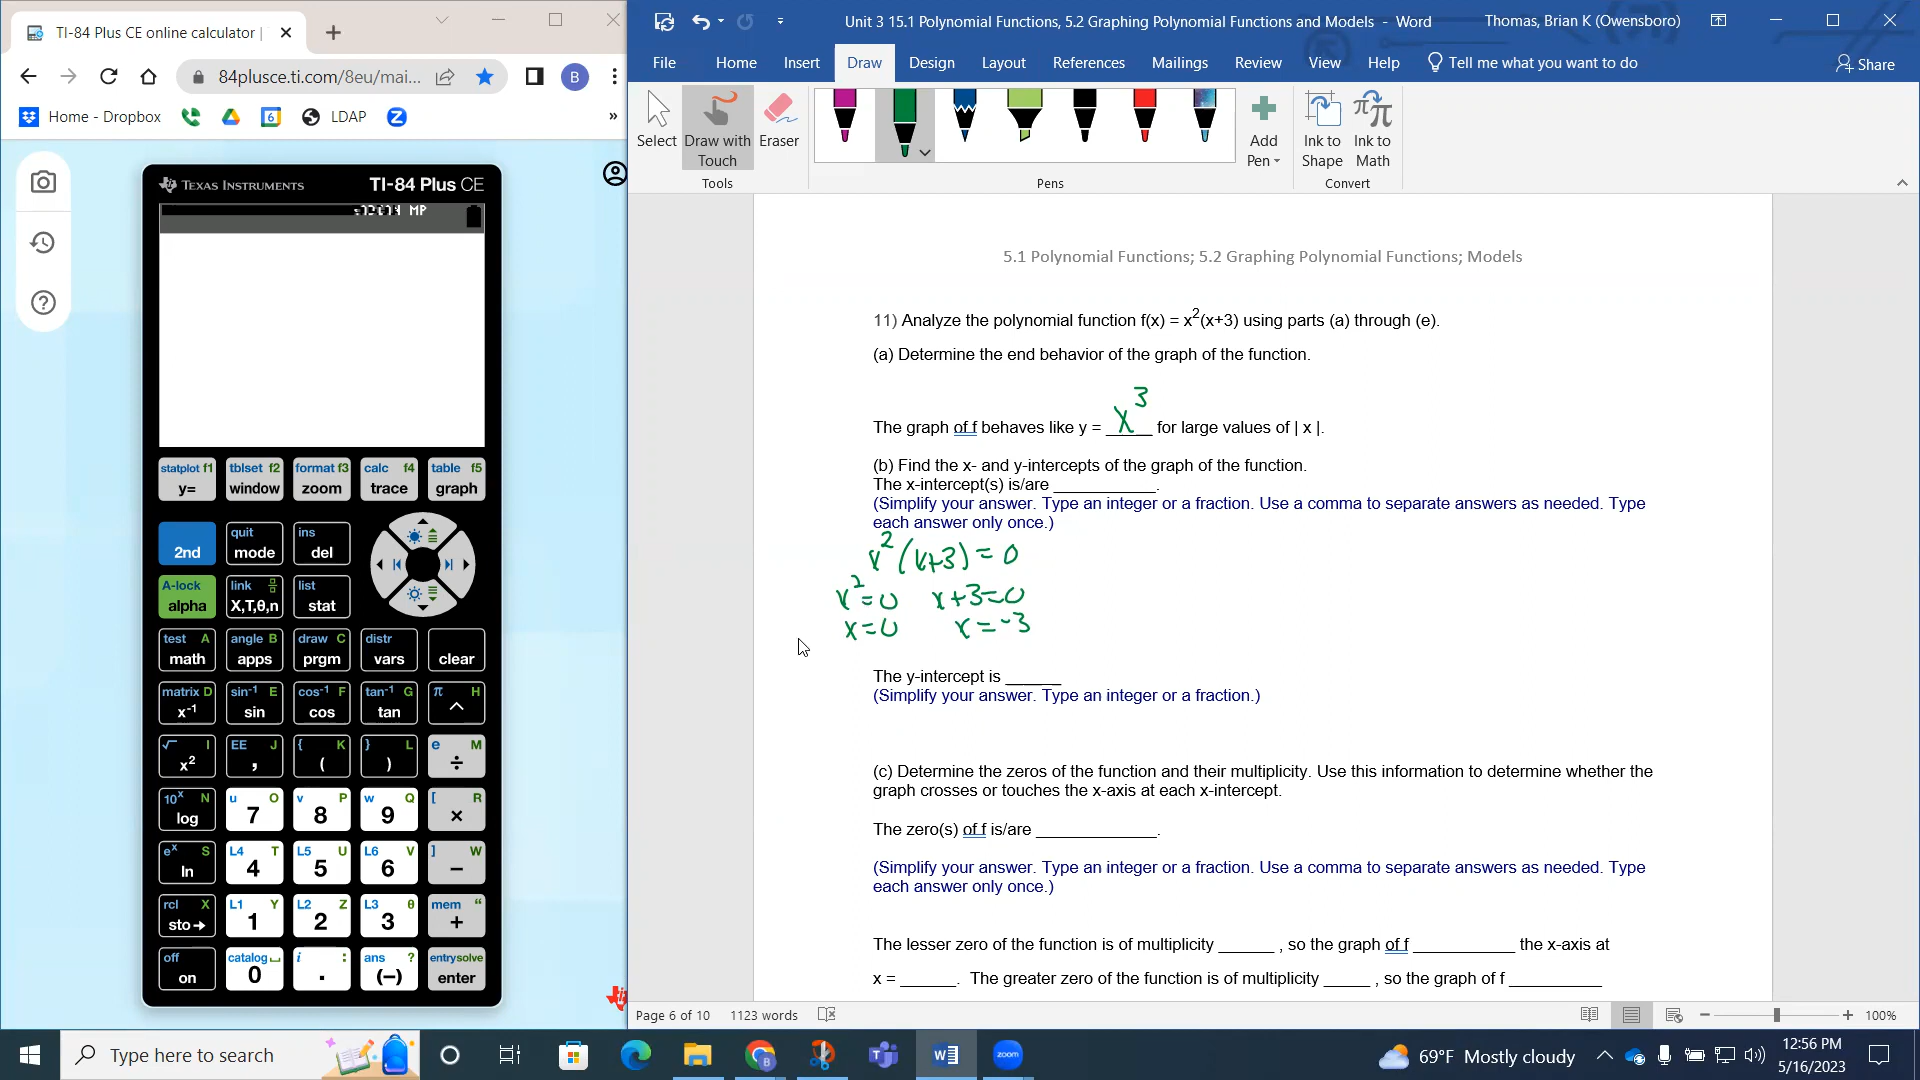 TI-84 Plus CE online calculator |
84plusce.ti.com/8eu/mai...
B
Home - Dropbox
6
LDAP
»
TEXAS INSTRUMENTS
TI-84 Plus CE
MP
statplot f1 tblset f2 format f3 calc f4 table f5
y= window zoom trace graph
quit ins
2nd mode del
A-lock link list
alpha X,T,θ,n stat
test A angle B draw C distr
math apps prgm vars clear
matrix D sin-1 E cos-1 F tan-1 G π H
x-1 sin cos tan ^
√ I EE J { K } L e M
x² , ( ) ÷
10ˣ N u O v P w Q [ R
log 7 8 9 ×
eˣ S L4 T L5 U L6 V ] W
ln 4 5 6 −
rcl X L1 Y L2 Z L3 θ mem "
sto→ 1 2 3 +
off catalog i : ans ? entry solve
on 0 . (−) enter
Unit 3 15.1 Polynomial Functions, 5.2 Graphing Polynomial Functions and Models - Word
Thomas, Brian K (Owensboro)
File Home Insert Draw Design Layout References Mailings Review View Help Tell me what you want to do Share
Select Draw with Touch Eraser Add Pen Ink to Shape Ink to Math
Tools Pens Convert
5.1 Polynomial Functions; 5.2 Graphing Polynomial Functions; Models
11) Analyze the polynomial function f(x) = x²(x+3) using parts (a) through (e).
(a) Determine the end behavior of the graph of the function.
The graph of f behaves like y = x³ for large values of | x |.
(b) Find the x- and y-intercepts of the graph of the function.
The x-intercept(s) is/are ___________.
(Simplify your answer. Type an integer or a fraction. Use a comma to separate answers as needed. Type
each answer only once.)
x²(x+3) = 0
x²=0 x+3=0
x=0 x=-3
The y-intercept is ______
(Simplify your answer. Type an integer or a fraction.)
(c) Determine the zeros of the function and their multiplicity. Use this information to determine whether the
graph crosses or touches the x-axis at each x-intercept.
The zero(s) of f is/are _____________.
(Simplify your answer. Type an integer or a fraction. Use a comma to separate answers as needed. Type
each answer only once.)
The lesser zero of the function is of multiplicity ______ , so the graph of f ___________ the x-axis at
x = ______. The greater zero of the function is of multiplicity _____ , so the graph of f __________
Page 6 of 10 1123 words
100%
Type here to search
zoom
69°F Mostly cloudy
12:56 PM
5/16/2023